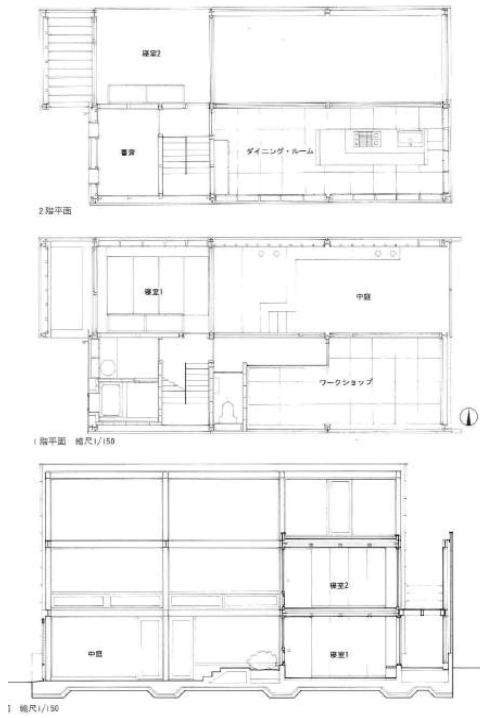 寝室2
書斎
ダイニング・ルーム
2階平面
寝室1
中庭
ワークショップ
1階平面 縮尺1/150
寝室2
中庭
寝室1
縮尺1/150